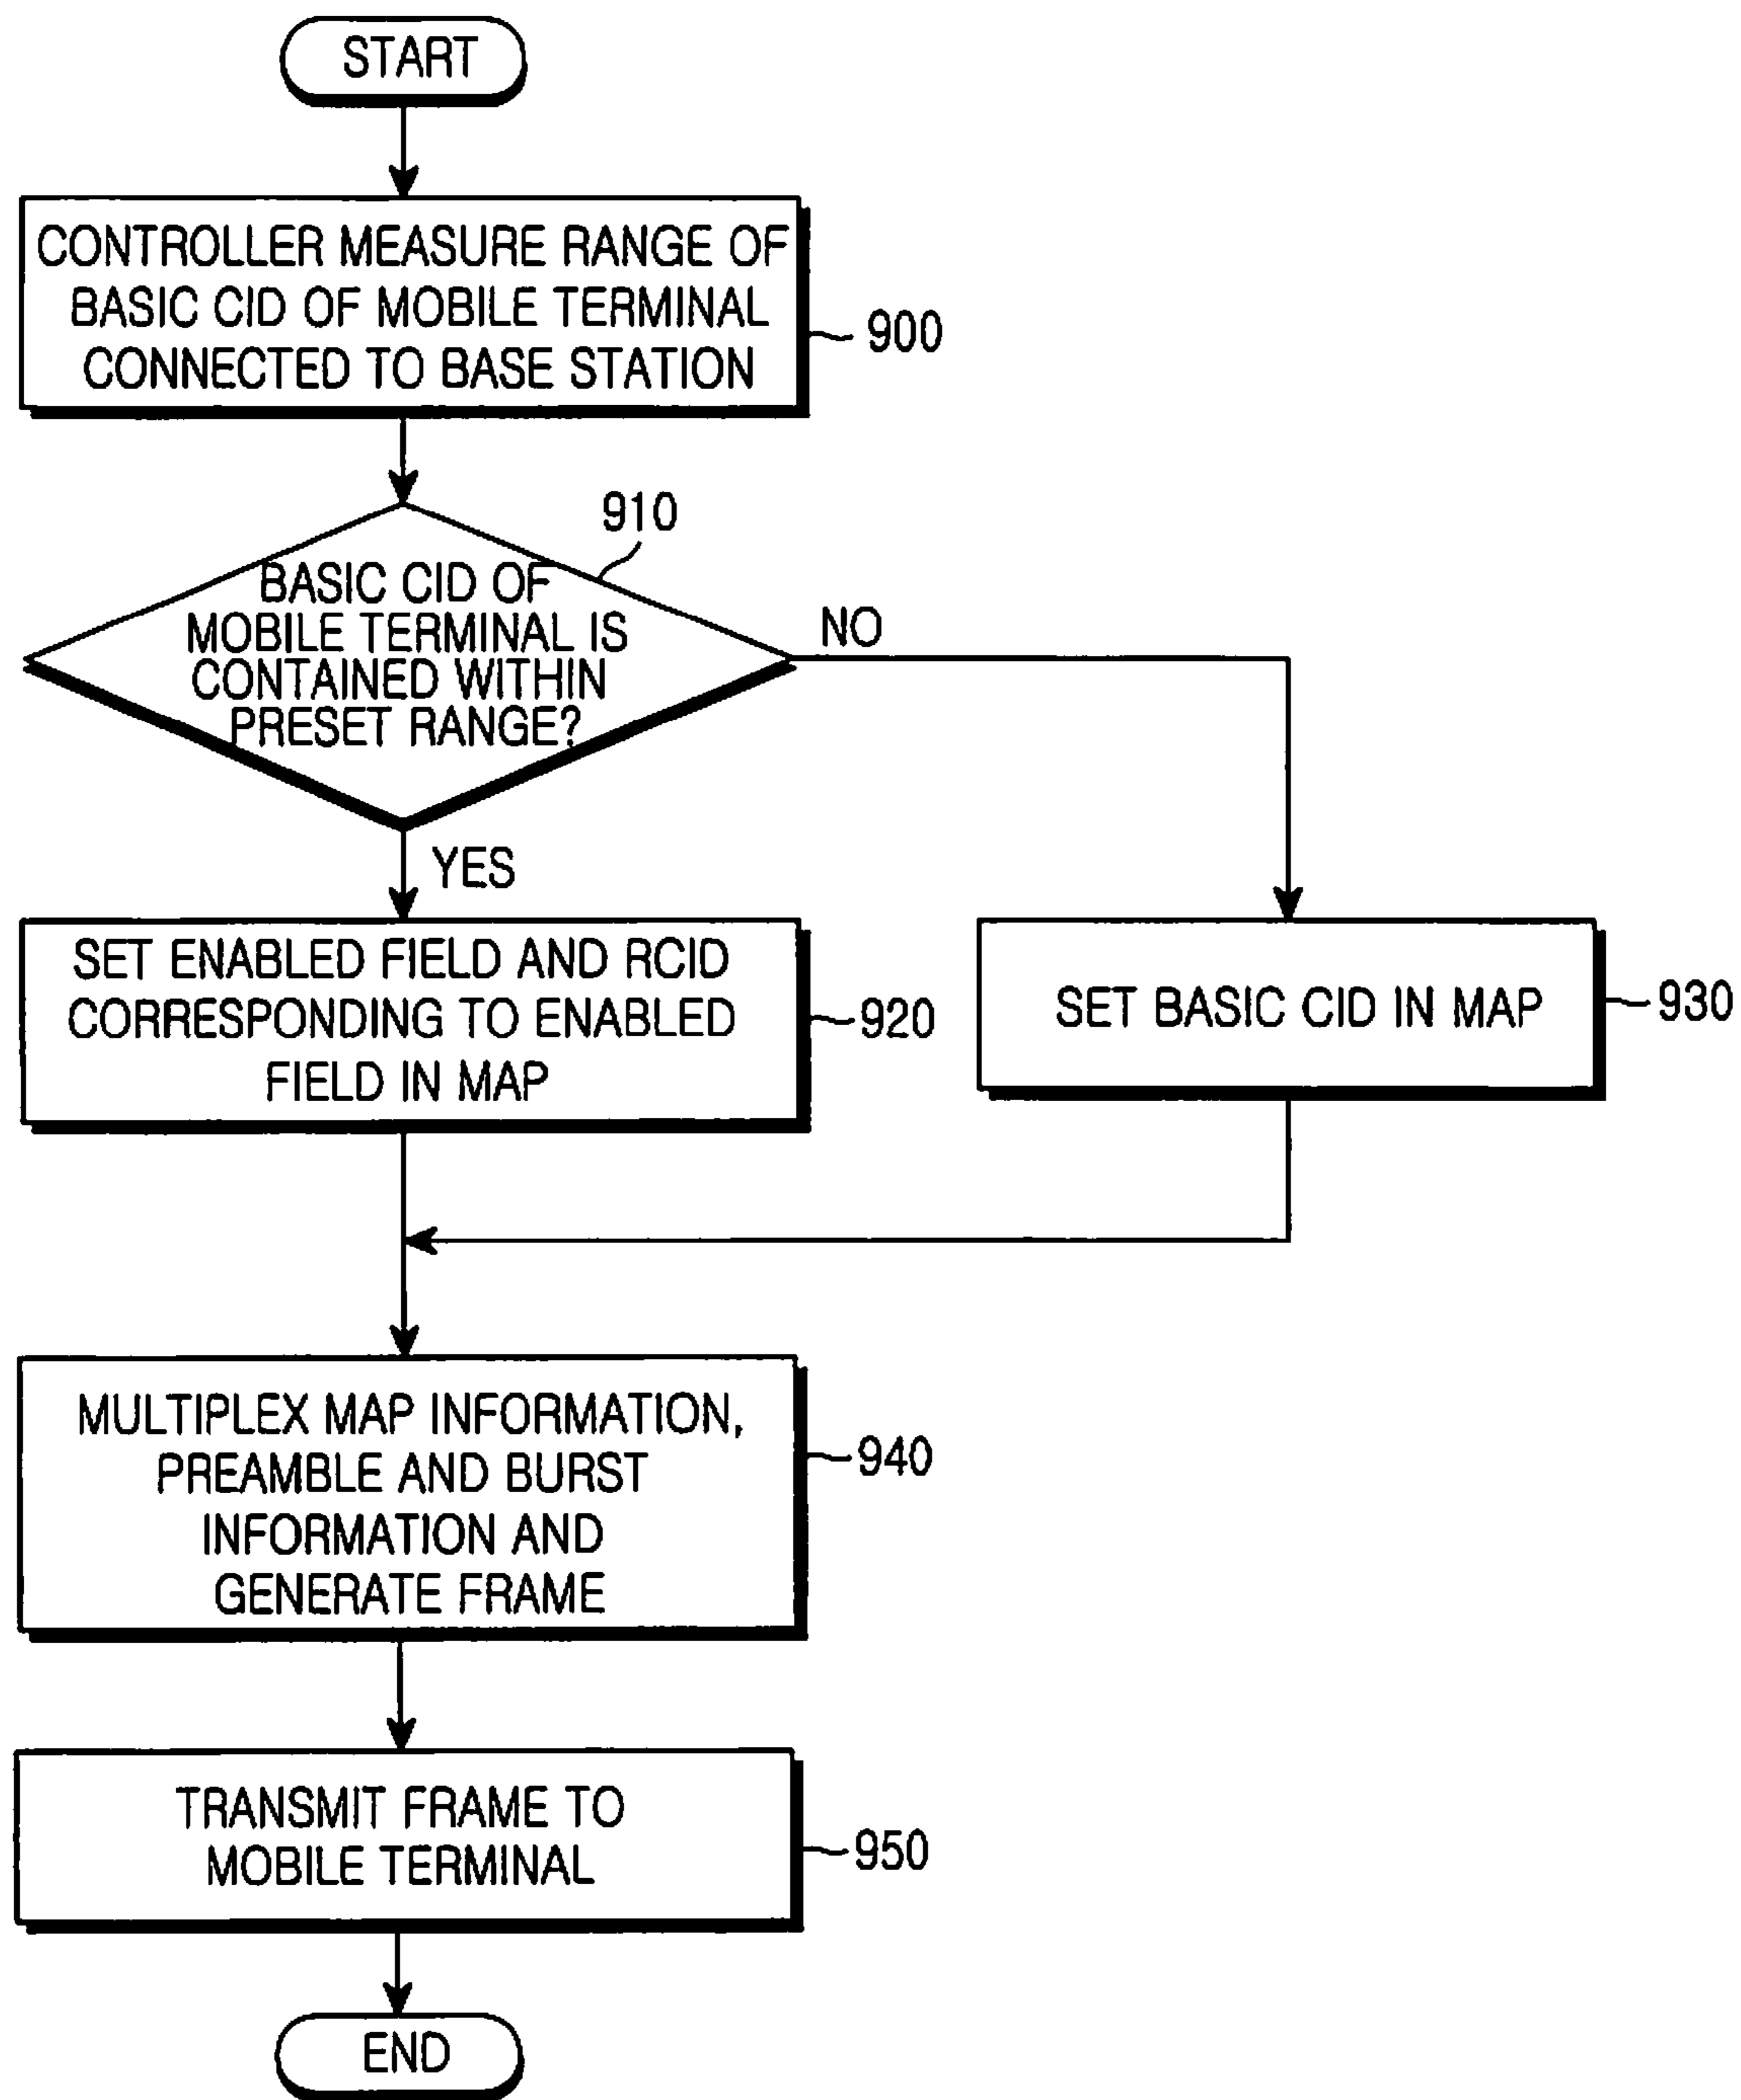 START
CONTROLLER MEASURE RANGE OF
BASIC CID OF MOBILE TERMINAL
CONNECTED TO BASE STATION
900
910
BASIC CID OF
MOBILE TERMINAL IS
CONTAINED WITHIN
PRESET RANGE?
NO
YES
SET ENABLED FIELD AND RCID
CORRESPONDING TO ENABLED
FIELD IN MAP
920
SET BASIC CID IN MAP
930
MULTIPLEX MAP INFORMATION,
PREAMBLE AND BURST
INFORMATION AND
GENERATE FRAME
940
TRANSMIT FRAME TO
MOBILE TERMINAL
950
END